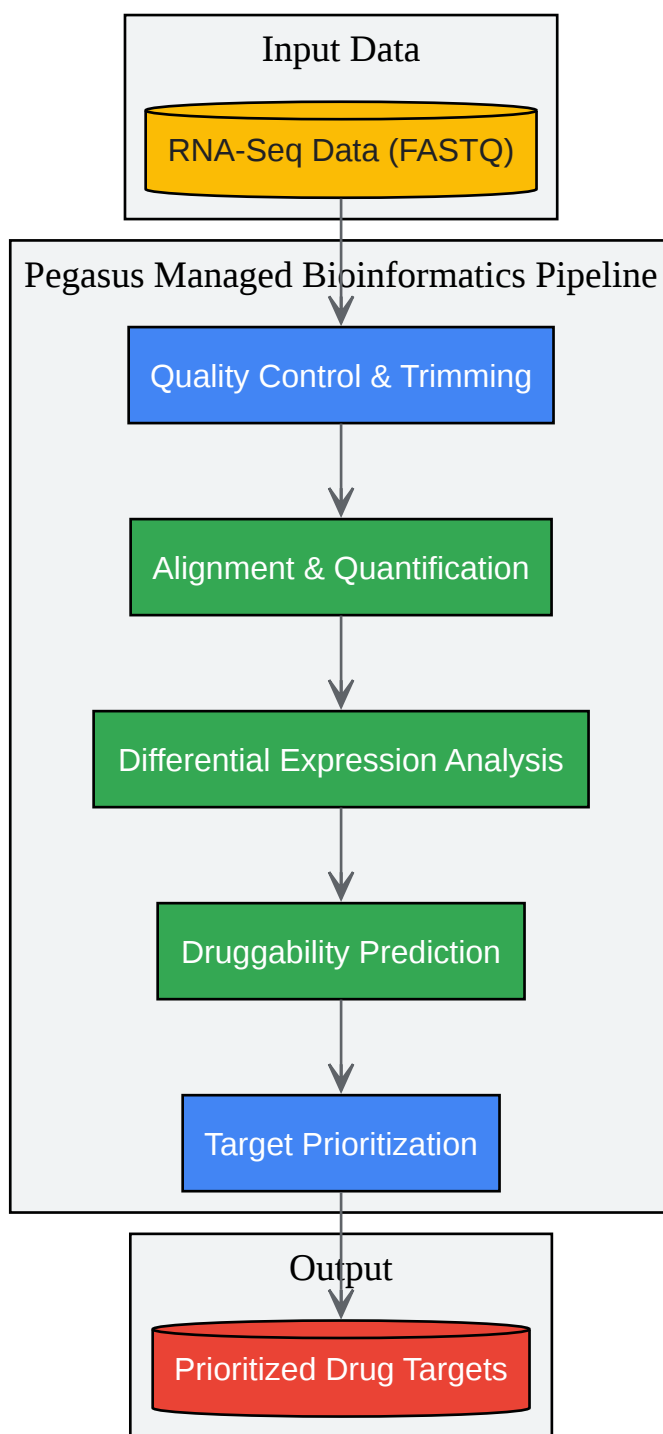 Input Data
RNA-Seq Data (FASTQ)
Pegasus Managed Bioinformatics Pipeline
Quality Control & Trimming
Alignment & Quantification
Differential Expression Analysis
Druggability Prediction
Target Prioritization
Output
Prioritized Drug Targets